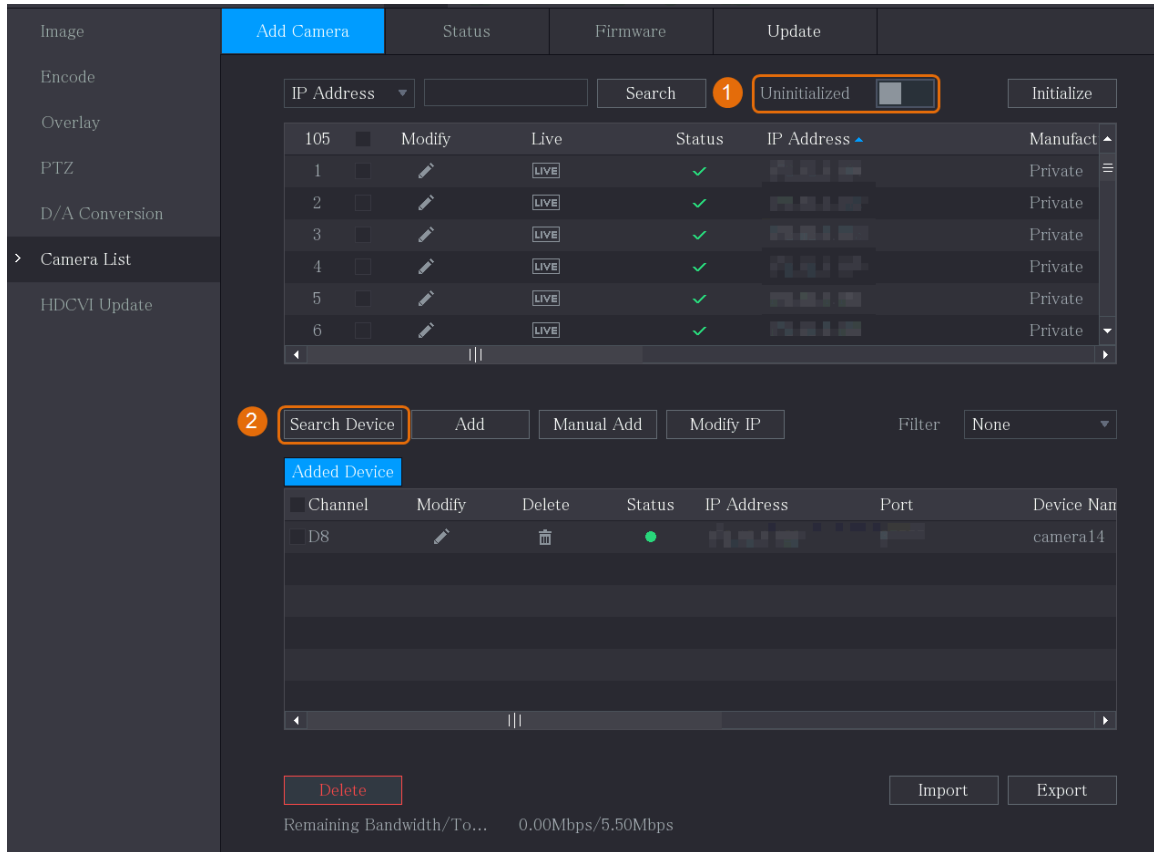 Image
Encode
Overlay
PTZ
D/A Conversion
Camera List
HDCVI Update
Add Camera Status Firmware Update
IP Address Search 1 Uninitialized Initialize
105 Modify Live Status IP Address Manufact
1 LIVE Private
2 LIVE Private
3 LIVE Private
4 LIVE Private
5 LIVE Private
6 LIVE Private
2 Search Device Add Manual Add Modify IP Filter None
Added Device
Channel Modify Delete Status IP Address Port Device Nam
D8 camera14
Delete Import Export
Remaining Bandwidth/To... 0.00Mbps/5.50Mbps